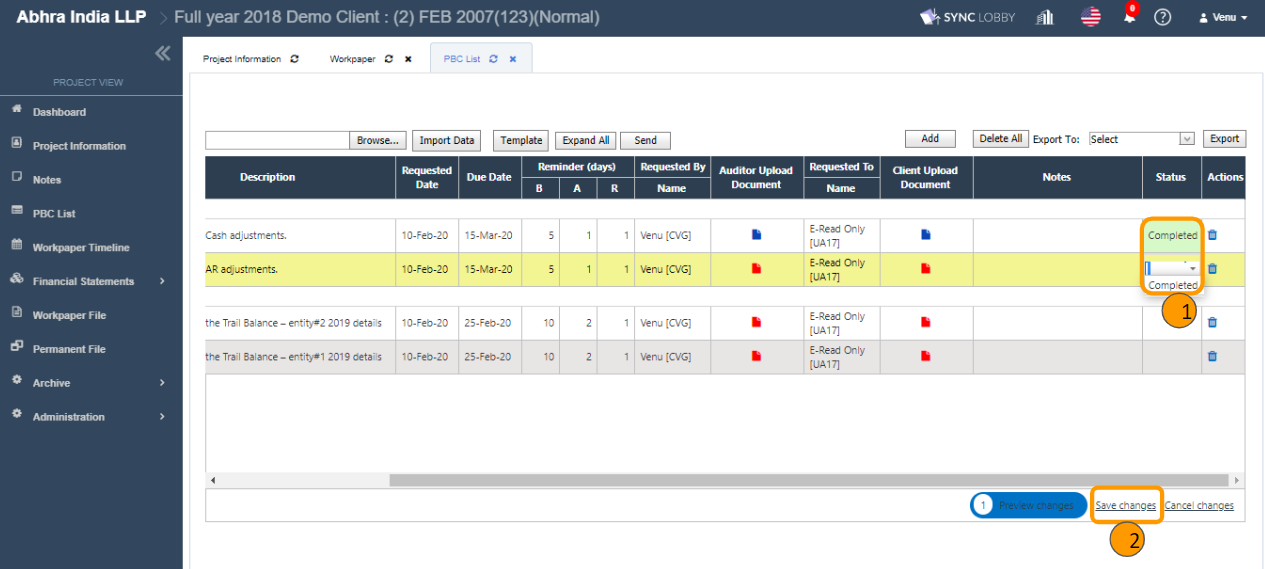 Abhra India LLP > Full year 2018 Demo Client : (2) FEB 2007(123)(Normal)
SYNC LOBBY
0
Venu
PROJECT VIEW
Dashboard
Project Information
Notes
PBC List
Workpaper Timeline
Financial Statements
Workpaper File
Permanent File
Archive
Administration
Project Information
Workpaper
PBC List
Browse... Import Data Template Expand All Send Add Delete All Export To: Select Export
Description Requested Date Due Date Reminder (days) B A R Requested By Name Auditor Upload Document Requested To Name Client Upload Document Notes Status Actions
Cash adjustments. 10-Feb-20 15-Mar-20 5 1 1 Venu [CVG] E-Read Only [UA17] Completed
AR adjustments. 10-Feb-20 15-Mar-20 5 1 1 Venu [CVG] E-Read Only [UA17]
Completed
1
the Trail Balance – entity#2 2019 details 10-Feb-20 25-Feb-20 10 2 1 Venu [CVG] E-Read Only [UA17]
the Trail Balance – entity#1 2019 details 10-Feb-20 25-Feb-20 10 2 1 Venu [CVG] E-Read Only [UA17]
1 Preview changes Save changes Cancel changes
2